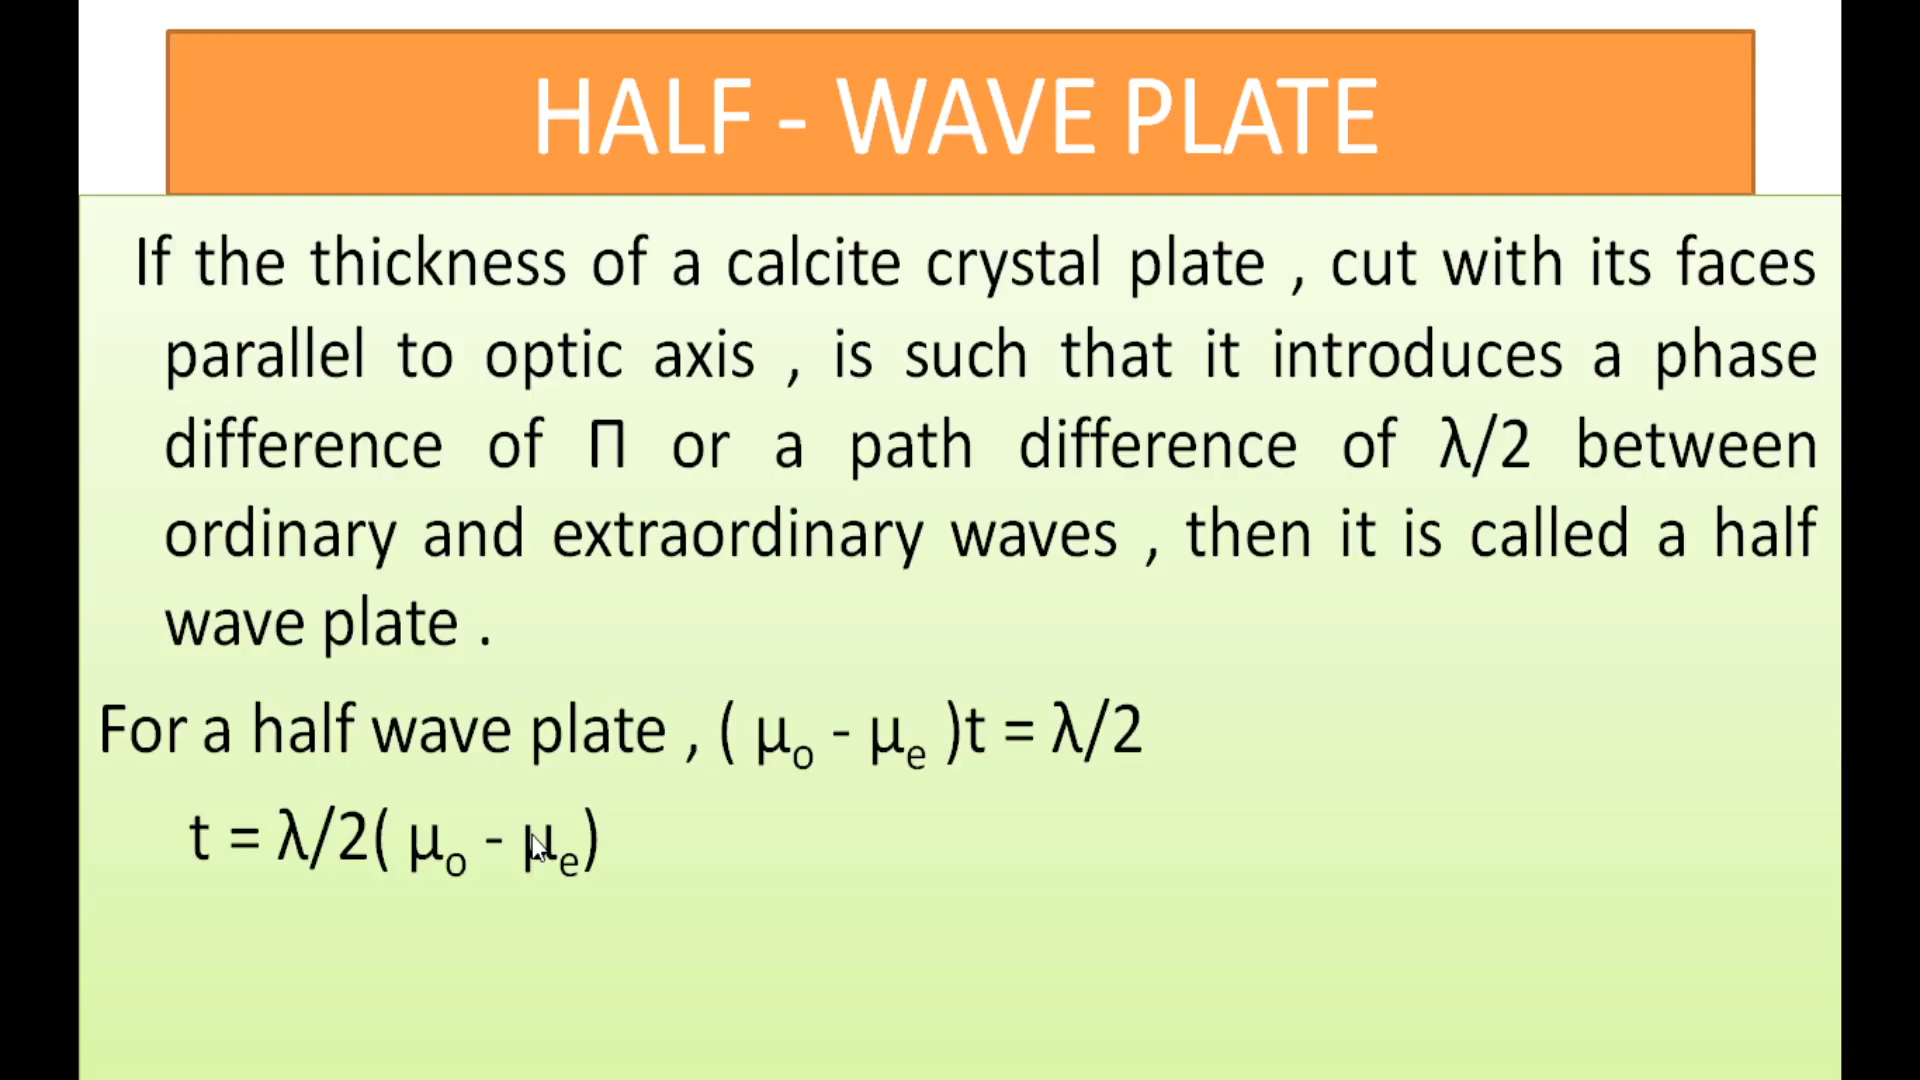 HALF - WAVE PLATE
If the thickness of a calcite crystal plate , cut with its faces
parallel to optic axis , is such that it introduces a phase
difference of Π or a path difference of λ/2 between
ordinary and extraordinary waves , then it is called a half
wave plate .
For a half wave plate , ( μₒ - μₑ )t = λ/2
t = λ/2( μₒ - μₑ)